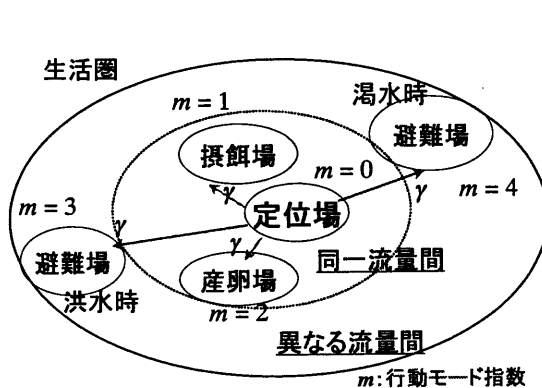 生活圏
渇水時
m = 1
避難場
摂餌場
m = 0
γ
γ
m = 4
m = 3
定位場
γ
γ
避難場
同一流量間
産卵場
洪水時
m = 2
異なる流量間
m:行動モード指数